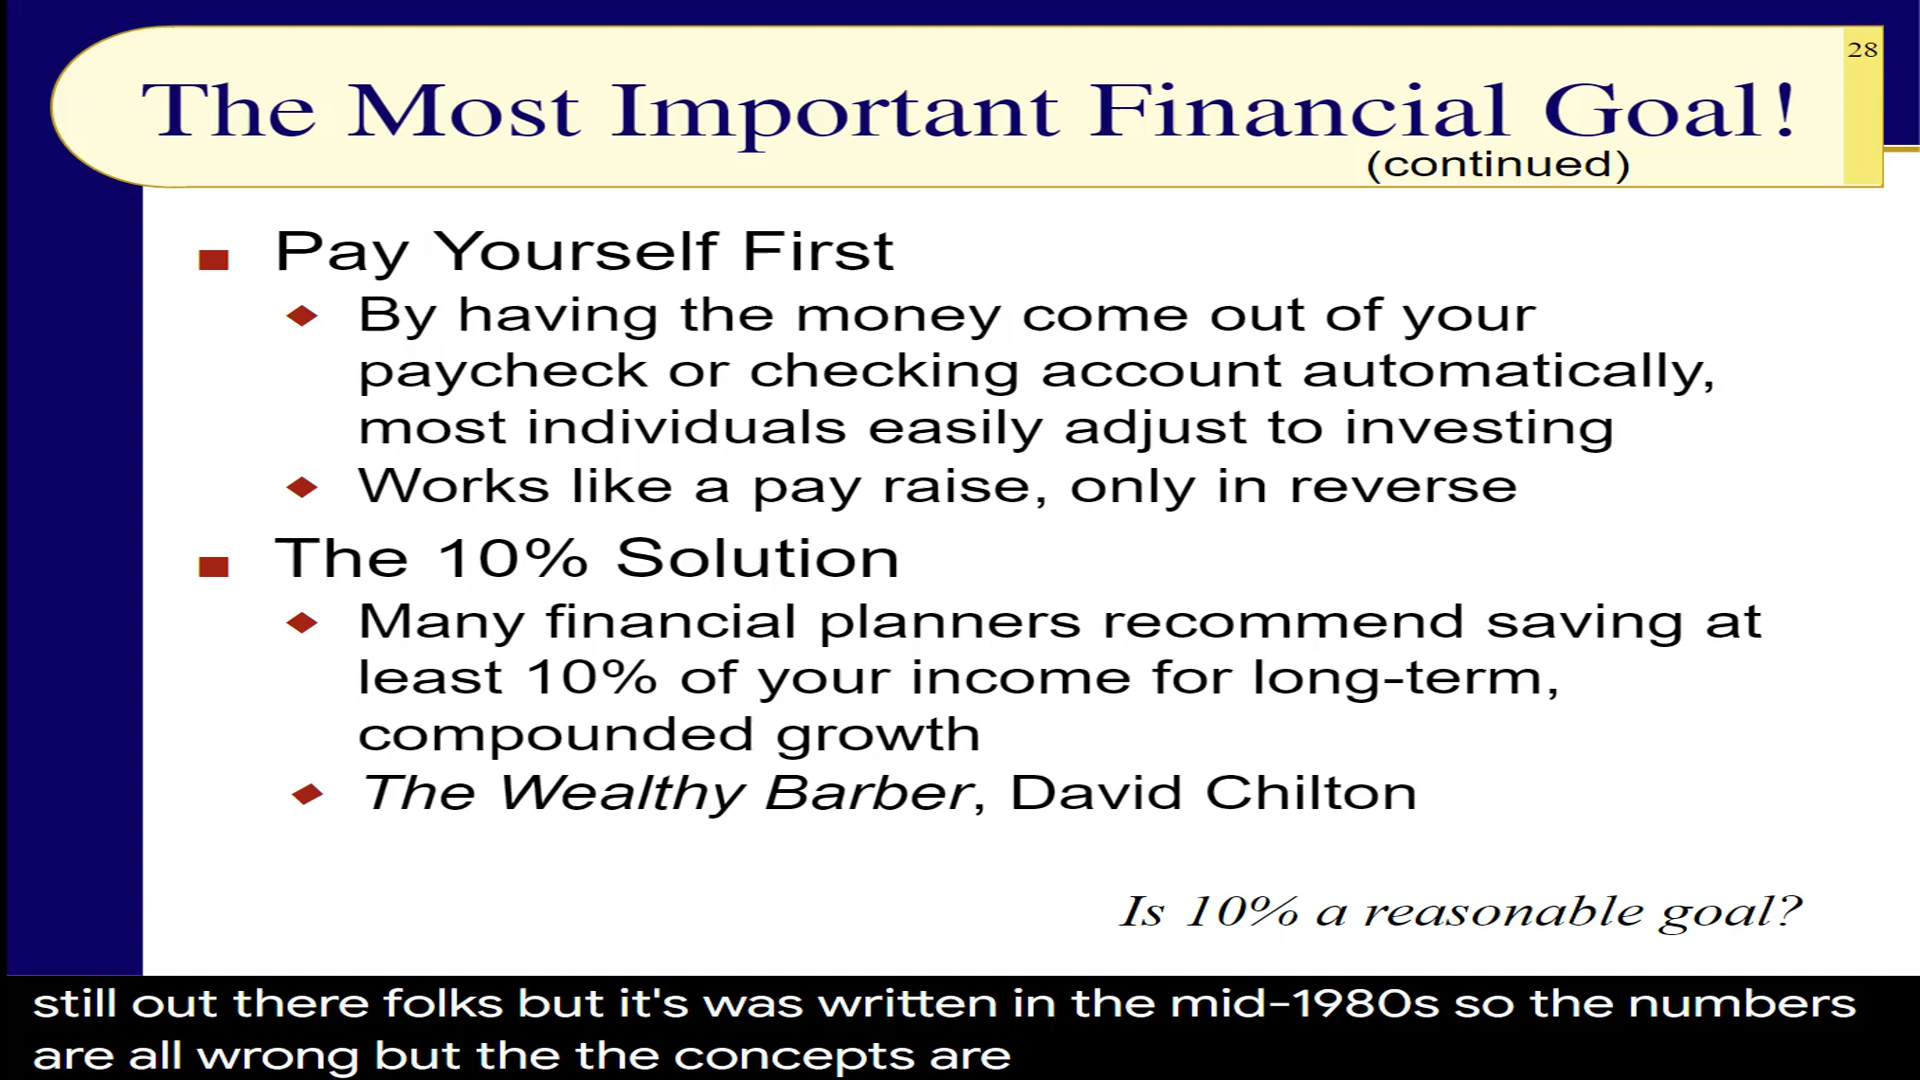 28
The Most Important Financial Goal!
(continued)
Pay Yourself First
By having the money come out of your
paycheck or checking account automatically,
most individuals easily adjust to investing
Works like a pay raise, only in reverse
The 10% Solution
Many financial planners recommend saving at
least 10% of your income for long-term,
compounded growth
The Wealthy Barber, David Chilton
Is 10% a reasonable goal?
still out there folks but it's was written in the mid-1980s so the numbers
are all wrong but the the concepts are